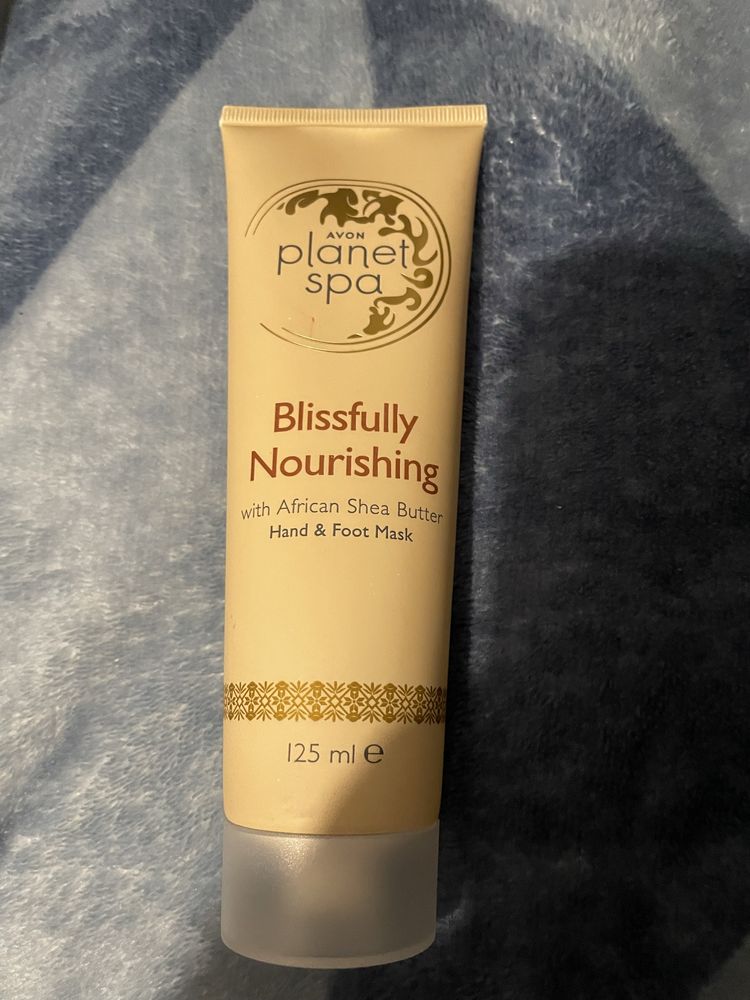 AVON
planet
spa
Blissfully
Nourishing
with African Shea Butter
Hand & Foot Mask
125 ml ℮